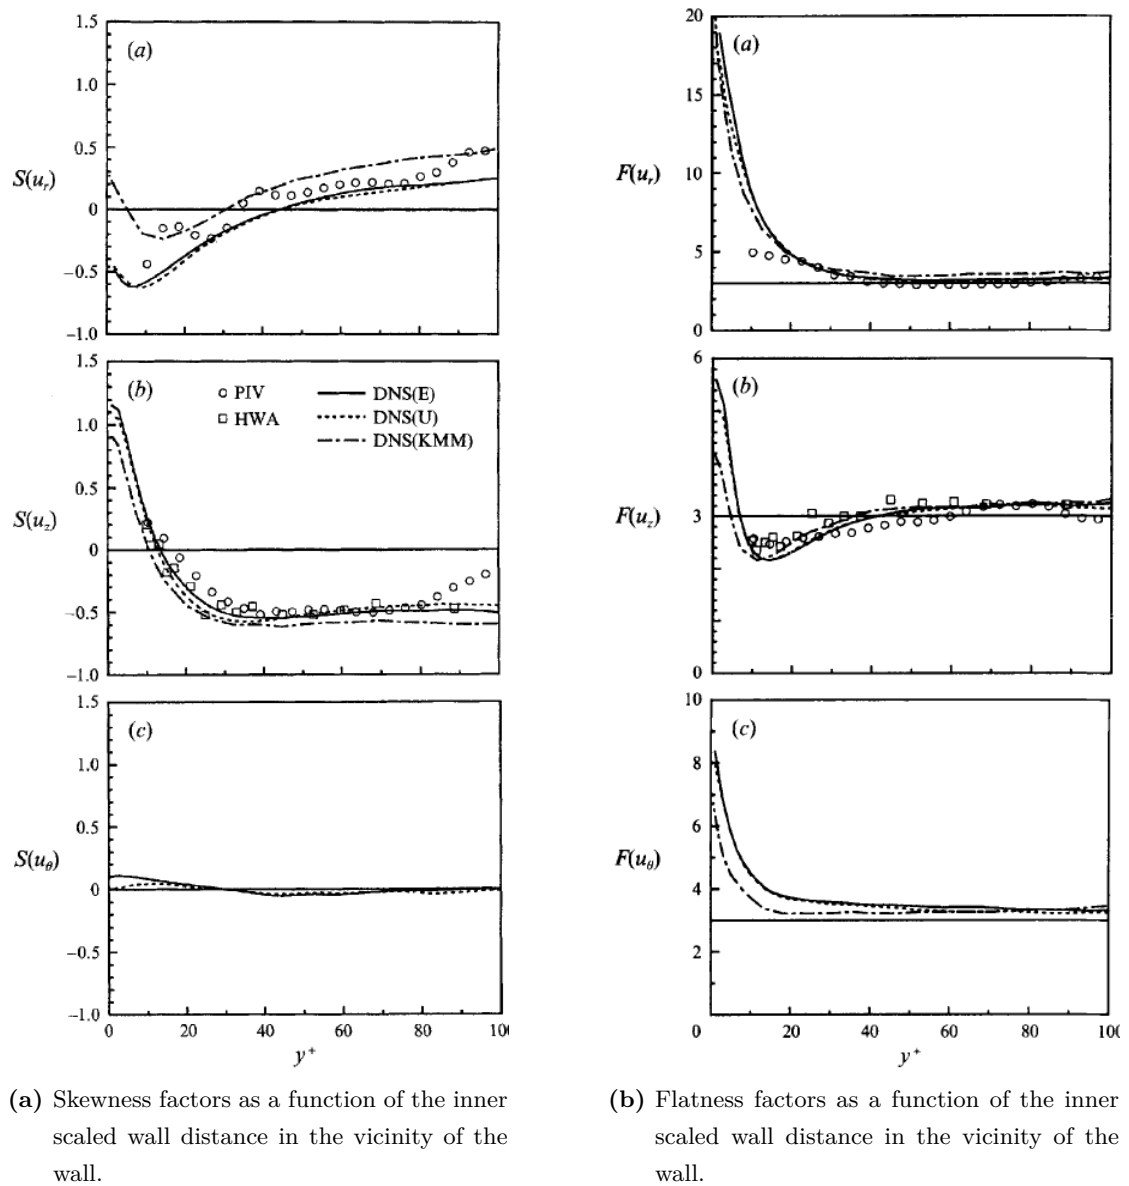 1.5
(a)
1.0
0.5
S(u_r)
0
−0.5
−1.0
1.5
(b)
PIV
DNS(E)
HWA
DNS(U)
DNS(KMM)
1.0
0.5
S(u_z)
0
−0.5
−1.0
1.5
(c)
1.0
0.5
S(u_θ)
0
−0.5
−1.0
0 20 40 60 80 10
y⁺
20
(a)
15
F(u_r)
10
5
0
6
(b)
F(u_z)
3
0
10
(c)
8
6
F(u_θ)
4
2
0 20 40 60 80 100
y⁺
(a) Skewness factors as a function of the inner
scaled wall distance in the vicinity of the
wall.
(b) Flatness factors as a function of the inner
scaled wall distance in the vicinity of the
wall.